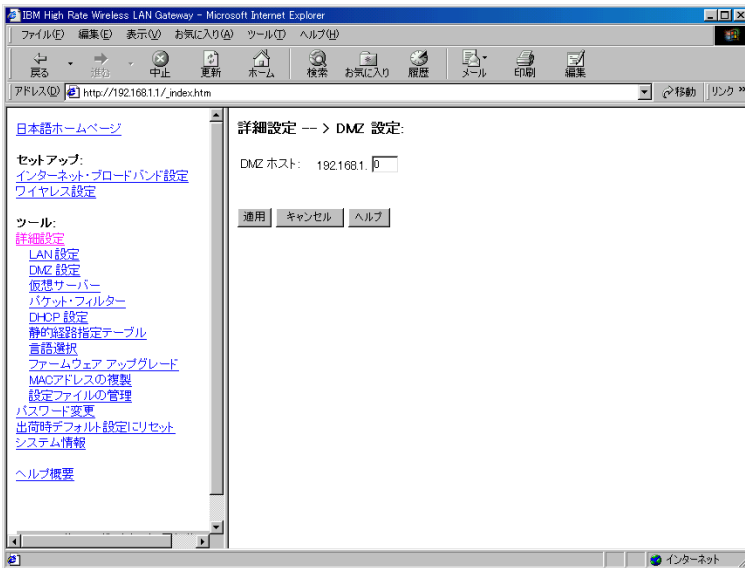 IBM High Rate Wireless LAN Gateway - Microsoft Internet Explorer
ファイル(F) 編集(E) 表示(V) お気に入り(A) ツール(T) ヘルプ(H)
戻る 進む 中止 更新 ホーム 検索 お気に入り 履歴 メール 印刷 編集
アドレス(D) http://192.168.1.1/_index.htm 移動 リンク »
日本語ホームページ
セットアップ:
インターネット・ブロードバンド設定
ワイヤレス設定
ツール:
詳細設定
LAN 設定
DMZ 設定
仮想サーバー
パケット・フィルター
DHCP 設定
静的経路指定テーブル
言語選択
ファームウェア アップグレード
MACアドレスの複製
設定ファイルの管理
パスワード変更
出荷時デフォルト設定にリセット
システム情報
ヘルプ概要
詳細設定 -- > DMZ 設定:
DMZ ホスト: 192.168.1. 0
適用 キャンセル ヘルプ
インターネット